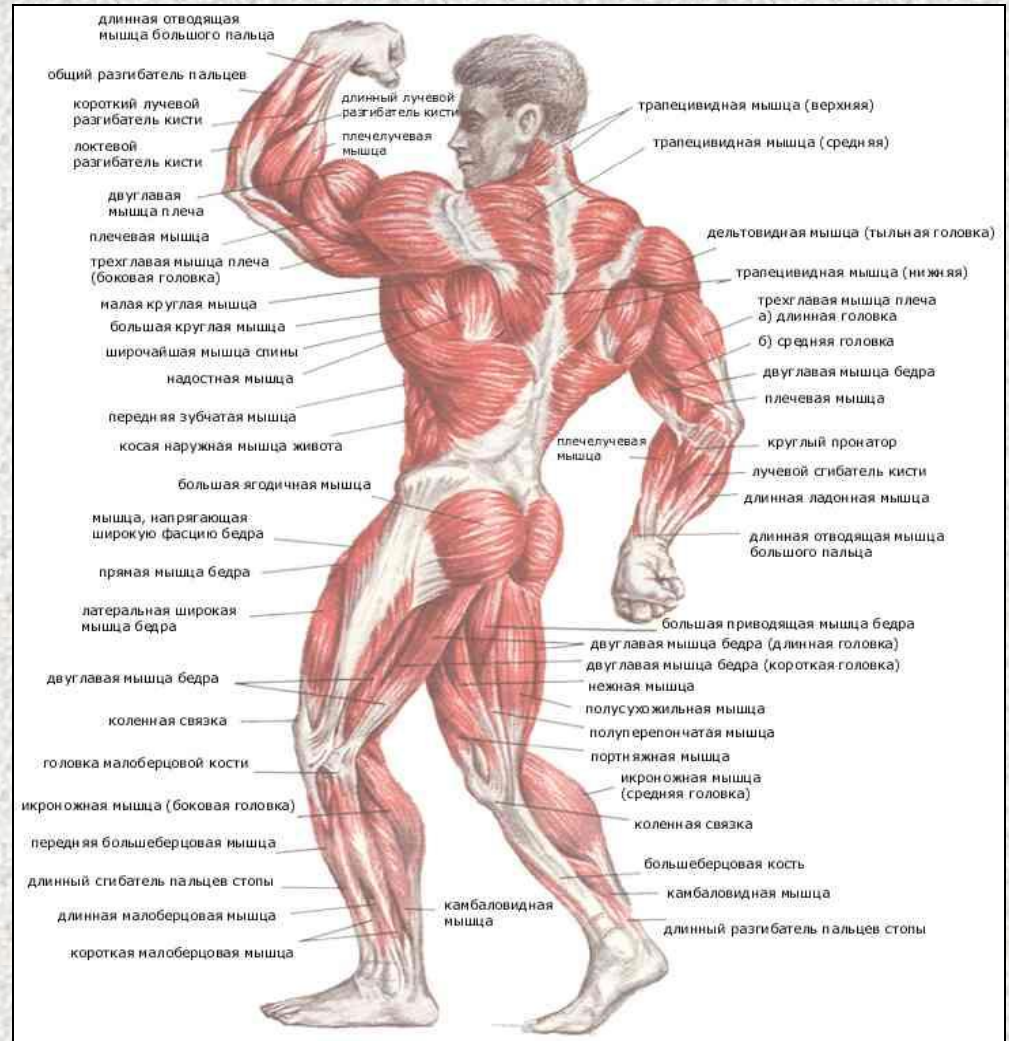 длинная отводящая
мышца большого пальца
общий разгибатель пальцев
короткий лучевой
разгибатель кисти
длинный лучевой
разгибатель кисти
локтевой
разгибатель кисти
плечелучевая
мышца
двуглавая
мышца плеча
плечевая мышца
трехглавая мышца плеча
(боковая головка)
малая круглая мышца
большая круглая мышца
широчайшая мышца спины
надостная мышца
передняя зубчатая мышца
косая наружная мышца живота
большая ягодичная мышца
мышца, напрягающая
широкую фасцию бедра
прямая мышца бедра
латеральная широкая
мышца бедра
двуглавая мышца бедра
коленная связка
головка малоберцовой кости
икроножная мышца (боковая головка)
передняя большеберцовая мышца
длинный сгибатель пальцев стопы
длинная малоберцовая мышца
короткая малоберцовая мышца
камбаловидная
мышца
трапецивидная мышца (верхняя)
трапецивидная мышца (средняя)
дельтовидная мышца (тыльная головка)
трапецивидная мышца (нижняя)
трехглавая мышца плеча
а) длинная головка
б) средняя головка
двуглавая мышца бедра
плечевая мышца
плечелучевая
мышца
круглый пронатор
лучевой сгибатель кисти
длинная ладонная мышца
длинная отводящая мышца
большого пальца
большая приводящая мышца бедра
двуглавая мышца бедра (длинная головка)
двуглавая мышца бедра (короткая головка)
нежная мышца
полусухожильная мышца
полуперепончатая мышца
портняжная мышца
икроножная мышца
(средняя головка)
коленная связка
большеберцовая кость
камбаловидная мышца
длинный разгибатель пальцев стопы